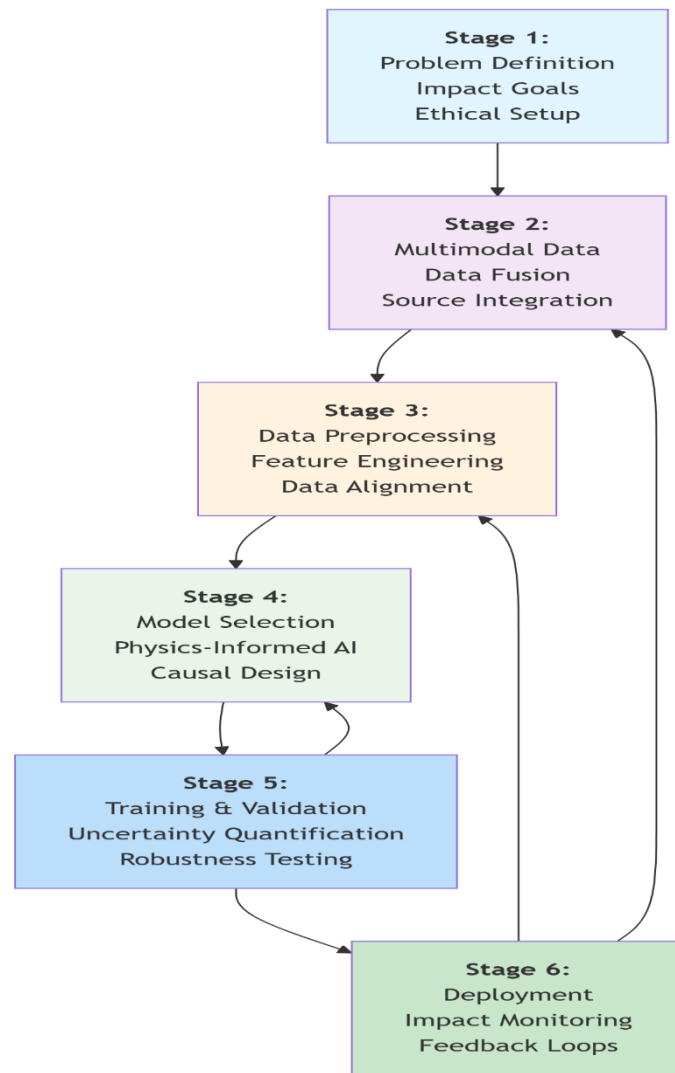 Stage 1:
Problem Definition
Impact Goals
Ethical Setup
Stage 2:
Multimodal Data
Data Fusion
Source Integration
Stage 3:
Data Preprocessing
Feature Engineering
Data Alignment
Stage 4:
Model Selection
Physics-Informed AI
Causal Design
Stage 5:
Training & Validation
Uncertainty Quantification
Robustness Testing
Stage 6:
Deployment
Impact Monitoring
Feedback Loops